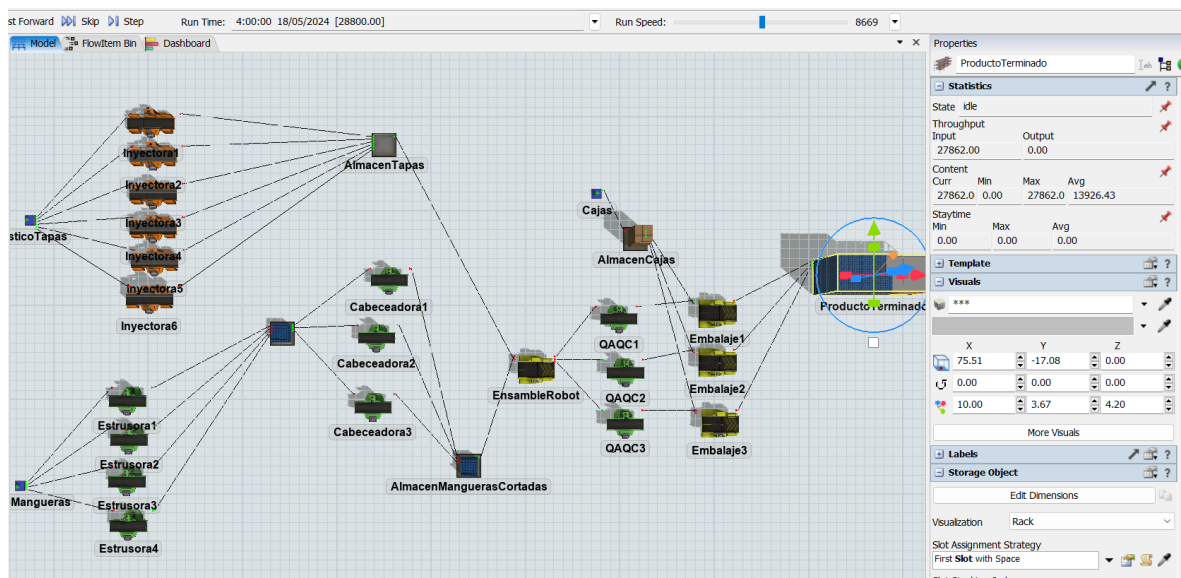 st Forward Skip Step Run Time: 4:00:00 18/05/2024 [28800.00] Run Speed: 8669
Model FlowItem Bin Dashboard
Inyectora1
Inyectora2
Inyectora3
Inyectora4
Inyectora5
Inyectora6
sticoTapas
AlmacenTapas
Cajas
AlmacenCajas
Cabeceadora1
Cabeceadora2
Cabeceadora3
Estrusora1
Estrusora2
Estrusora3
Estrusora4
Mangueras
AlmacenManguerasCortadas
EnsambleRobot
QAQC1
QAQC2
QAQC3
Embalaje1
Embalaje2
Embalaje3
ProductoTerminado
Properties
ProductoTerminado
Statistics
State idle
Throughput
Input Output
27862.00 0.00
Content
Curr Min Max Avg
27862.0 0.00 27862.0 13926.43
Staytime
Min Max Avg
0.00 0.00 0.00
Template
Visuals
***
X Y Z
75.51 -17.08 0.00
0.00 0.00 0.00
10.00 3.67 4.20
More Visuals
Labels
Storage Object
Edit Dimensions
Visualization Rack
Slot Assignment Strategy
First Slot with Space